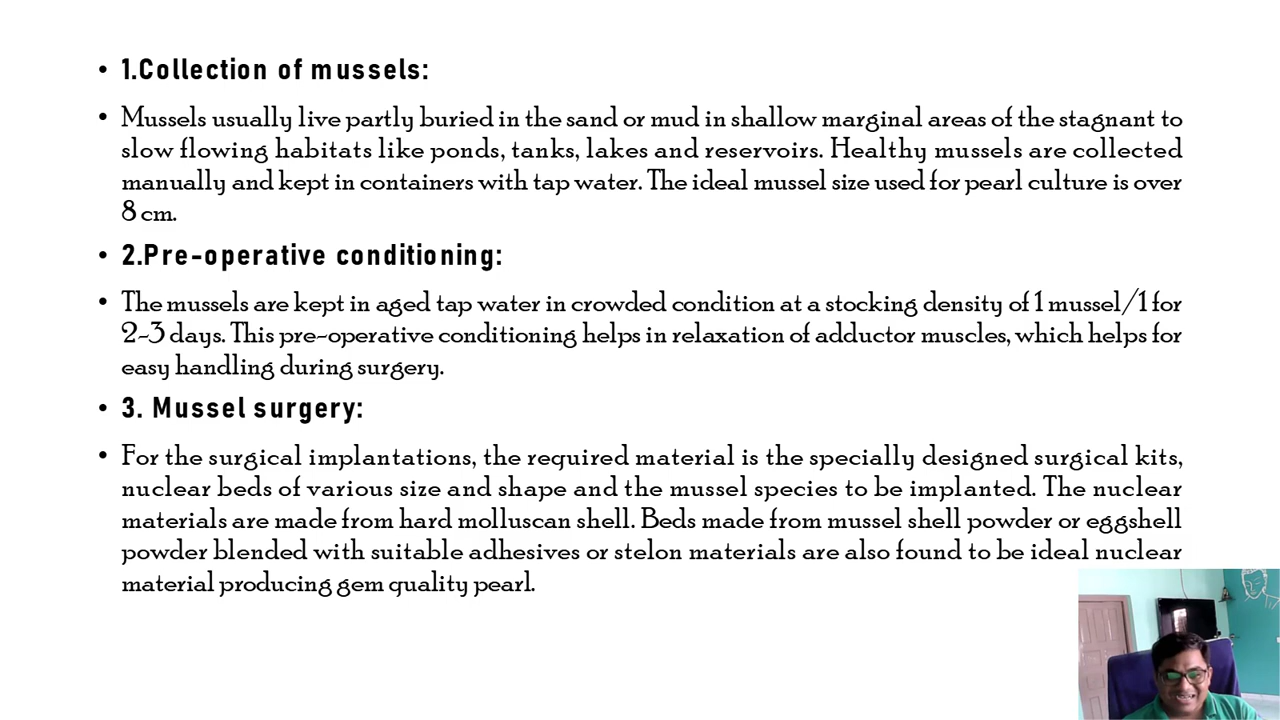 • 1.Collection of mussels:
• Mussels usually live partly buried in the sand or mud in shallow marginal areas of the stagnant to
slow flowing habitats like ponds, tanks, lakes and reservoirs. Healthy mussels are collected
manually and kept in containers with tap water. The ideal mussel size used for pearl culture is over
8 cm.
• 2.Pre-operative conditioning:
• The mussels are kept in aged tap water in crowded condition at a stocking density of 1 mussel/1 for
2-3 days. This pre-operative conditioning helps in relaxation of adductor muscles, which helps for
easy handling during surgery.
• 3. Mussel surgery:
• For the surgical implantations, the required material is the specially designed surgical kits,
nuclear beds of various size and shape and the mussel species to be implanted. The nuclear
materials are made from hard molluscan shell. Beds made from mussel shell powder or eggshell
powder blended with suitable adhesives or stelon materials are also found to be ideal nuclear
material producing gem quality pearl.